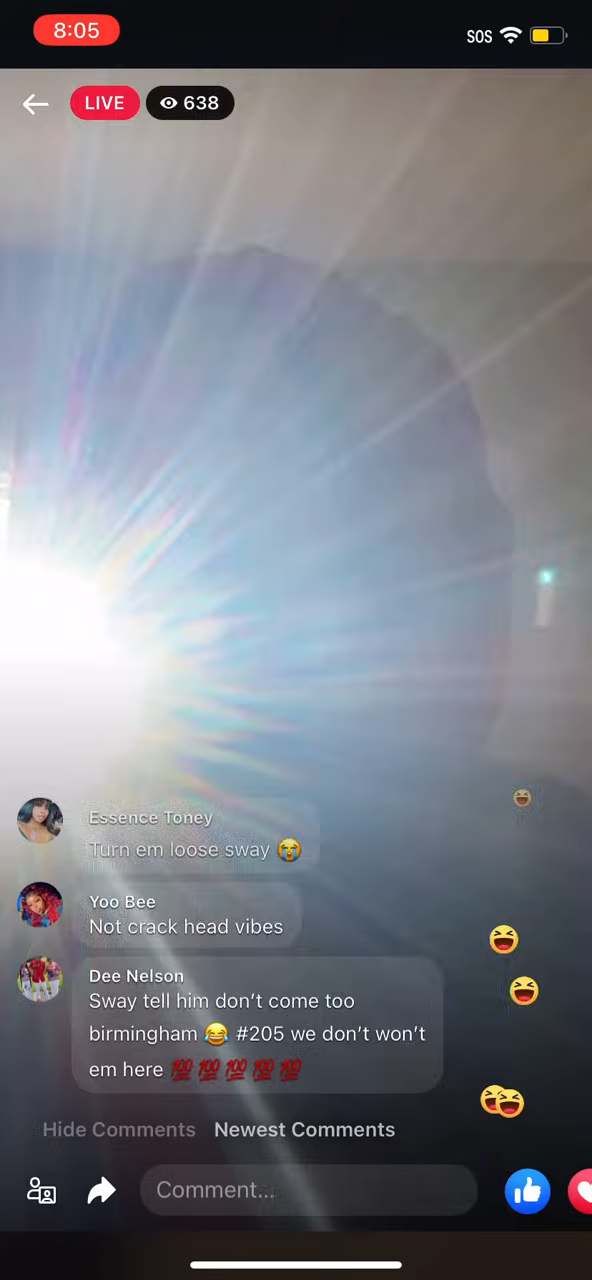 8:05
SOS
LIVE
638
Essence Toney
Turn em loose sway 😭
Yoo Bee
Not crack head vibes
Dee Nelson
Sway tell him don’t come too
birmingham 😂 #205 we don’t won’t
em here 💯 💯 💯 💯 💯
Hide Comments Newest Comments
Comment...